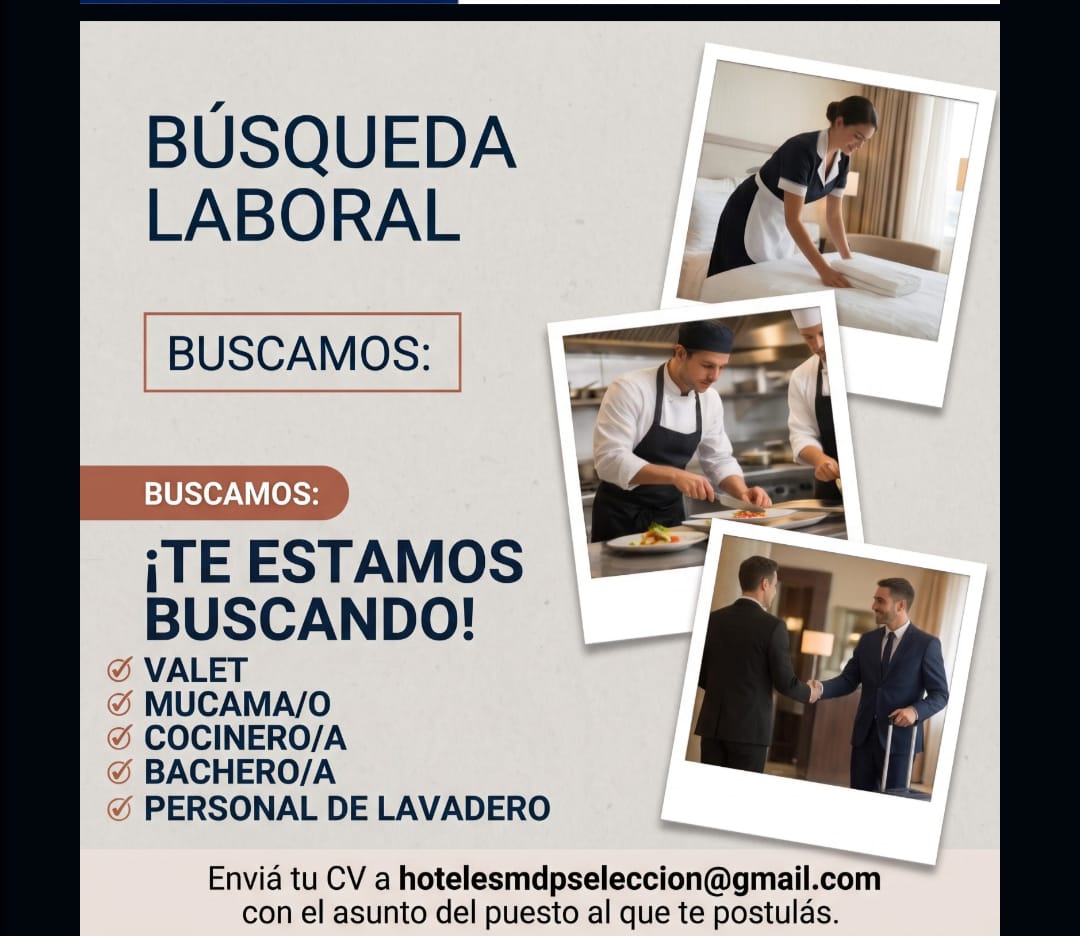 BÚSQUEDA
LABORAL
BUSCAMOS:
BUSCAMOS:
¡TE ESTAMOS
BUSCANDO!
VALET
MUCAMA/O
COCINERO/A
BACHERO/A
PERSONAL DE LAVADERO
Enviá tu CV a hotelesmdpseleccion@gmail.com
con el asunto del puesto al que te postulás.